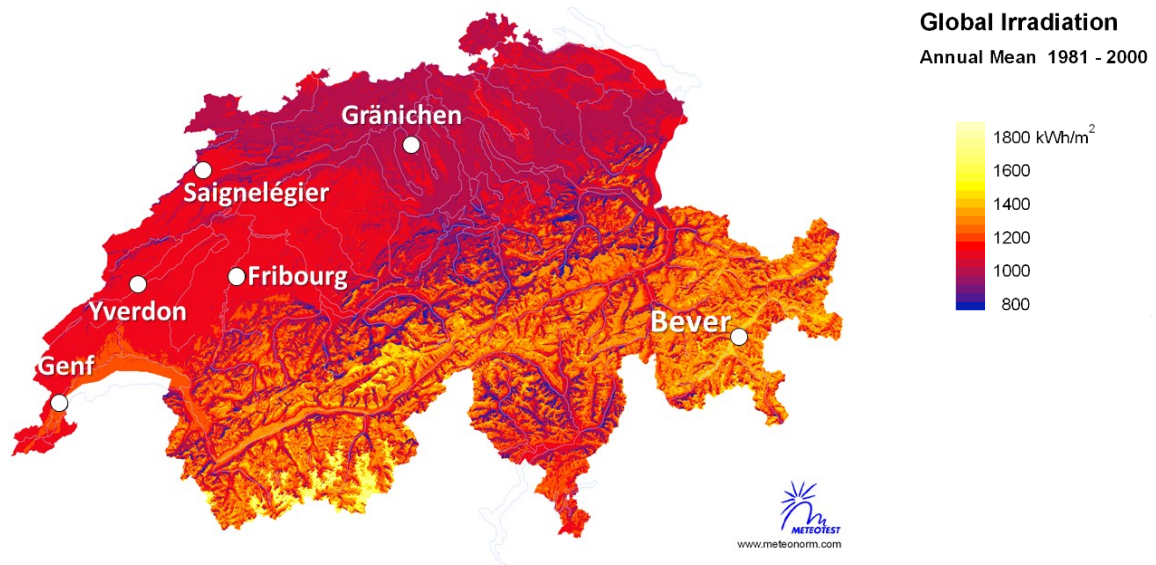 Global Irradiation
Annual Mean 1981 - 2000
1800 kWh/m²
1600
1400
1200
1000
800
Gränichen
Saignelégier
Fribourg
Yverdon
Bever
Genf
METEOTEST
www.meteonorm.com